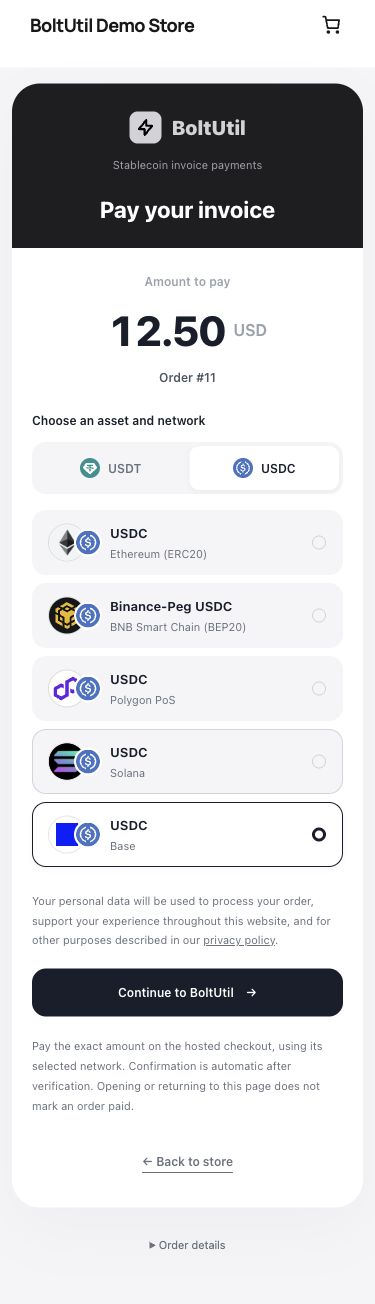 BoltUtil Demo Store
BoltUtil
Stablecoin invoice payments
Pay your invoice
Amount to pay
12.50 USD
Order #11
Choose an asset and network
USDT
USDC
USDC
Ethereum (ERC20)
Binance-Peg USDC
BNB Smart Chain (BEP20)
USDC
Polygon PoS
USDC
Solana
USDC
Base
Your personal data will be used to process your order,
support your experience throughout this website, and for
other purposes described in our privacy policy.
Continue to BoltUtil →
Pay the exact amount on the hosted checkout, using its
selected network. Confirmation is automatic after
verification. Opening or returning to this page does not
mark an order paid.
← Back to store
▶ Order details